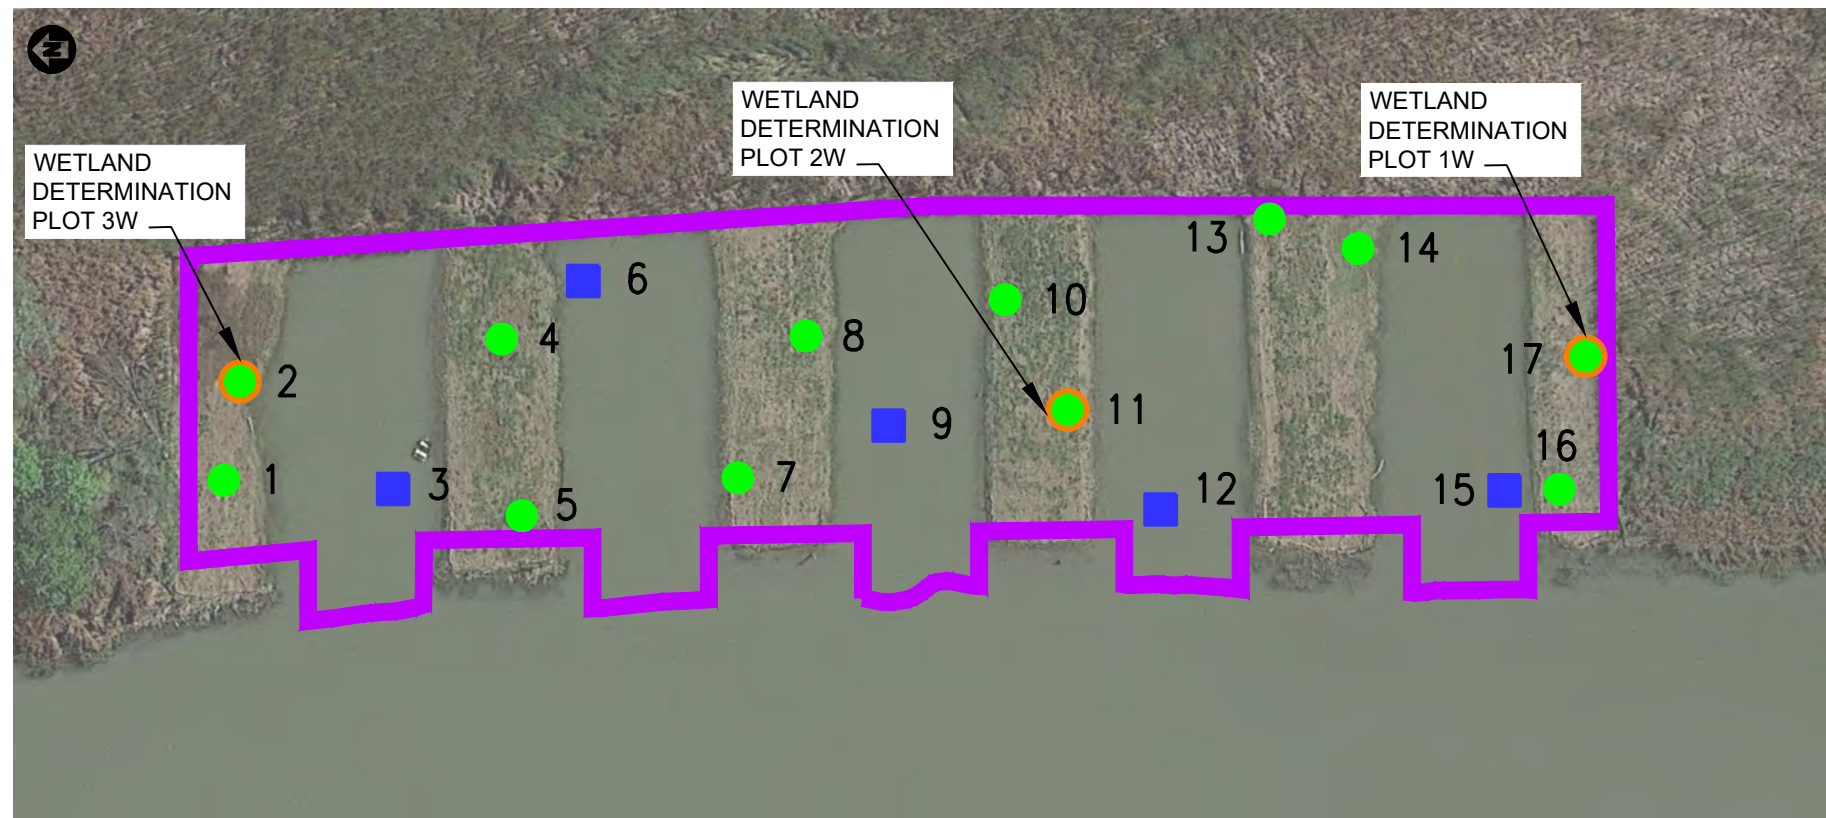 N
WETLAND
DETERMINATION
PLOT 2W
WETLAND
DETERMINATION
PLOT 1W
WETLAND
DETERMINATION
PLOT 3W
13
14
6
10
4
8
17
2
11
9
16
1
3
7
5
12
15